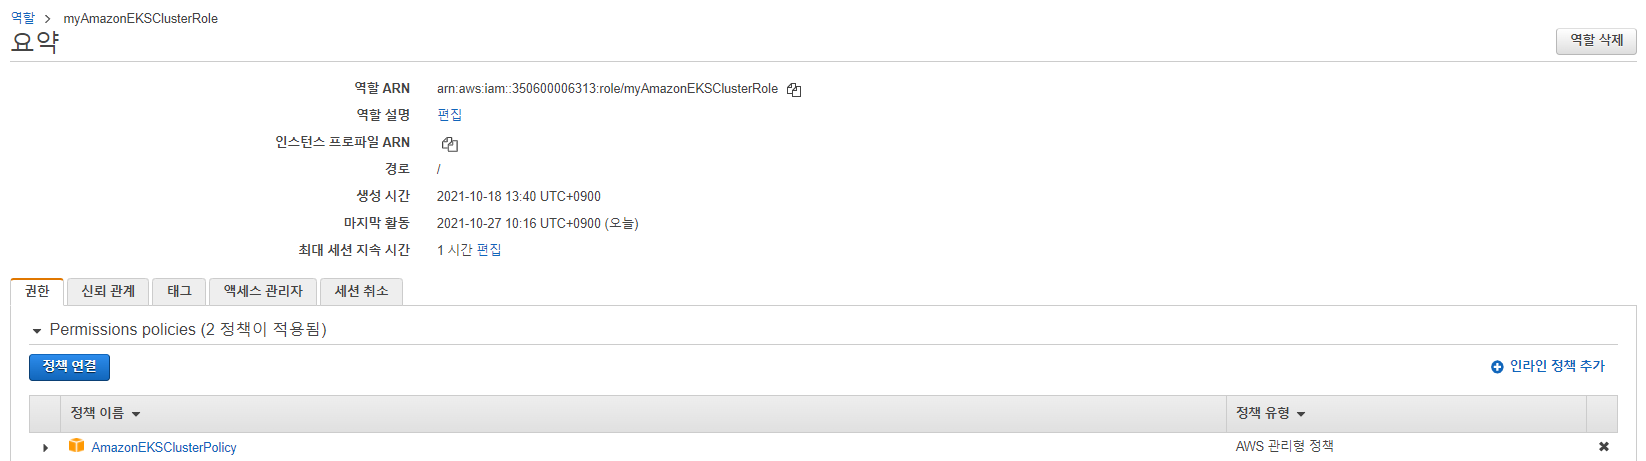 역할 > myAmazonEKSClusterRole
요약
역할 삭제
역할 ARN arn:aws:iam::350600006313:role/myAmazonEKSClusterRole
역할 설명 편집
인스턴스 프로파일 ARN
경로 /
생성 시간 2021-10-18 13:40 UTC+0900
마지막 활동 2021-10-27 10:16 UTC+0900 (오늘)
최대 세션 지속 시간 1 시간 편집
권한 신뢰 관계 태그 액세스 관리자 세션 취소
Permissions policies (2 정책이 적용됨)
정책 연결 인라인 정책 추가
정책 이름 정책 유형
AmazonEKSClusterPolicy AWS 관리형 정책